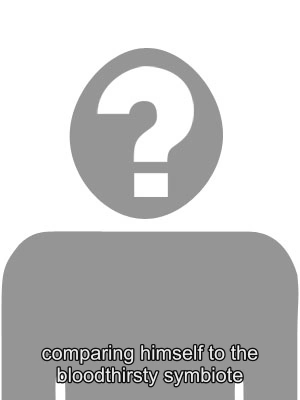 ?
comparing himself to the
bloodthirsty symbiote